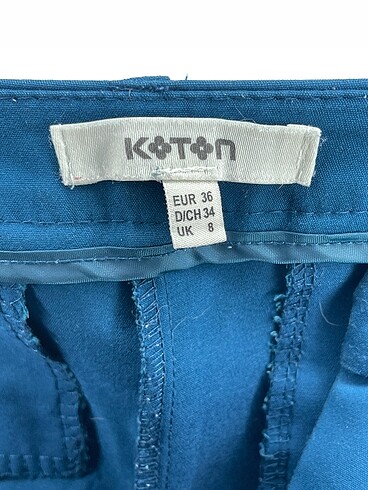 KOTON
EUR 36
D/CH 34
UK 8